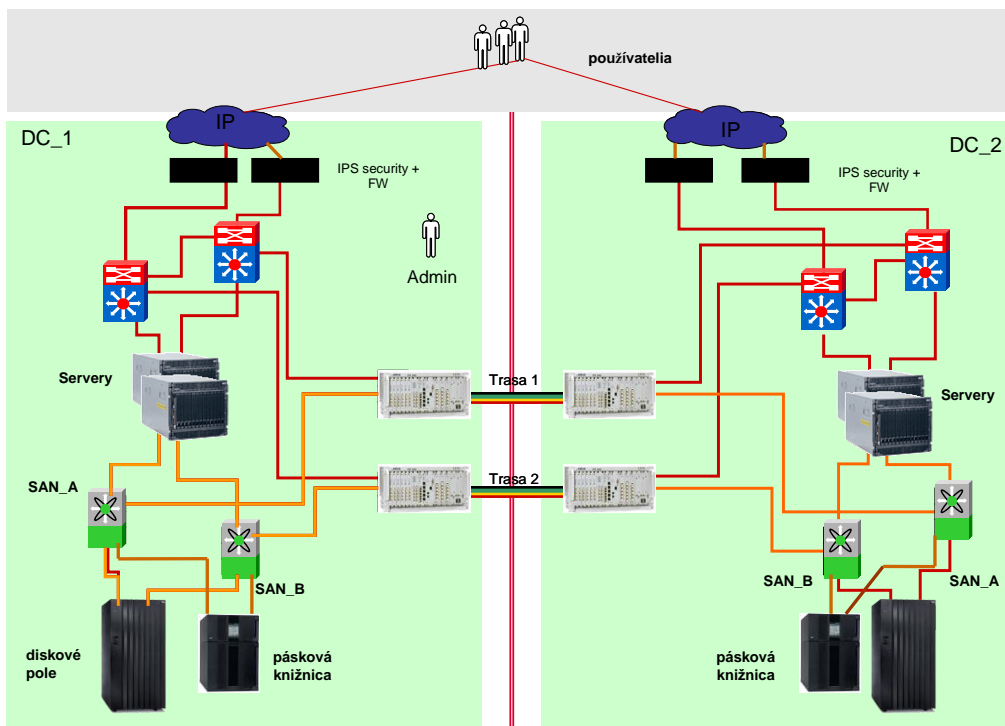 používatelia
IP
IP
DC_1
DC_2
IPS security +
FW
IPS security +
FW
Admin
Servery
Trasa 1
Servery
SAN_A
Trasa 2
SAN_B
SAN_B
SAN_A
diskové
pole
pásková
knižnica
pásková
knižnica